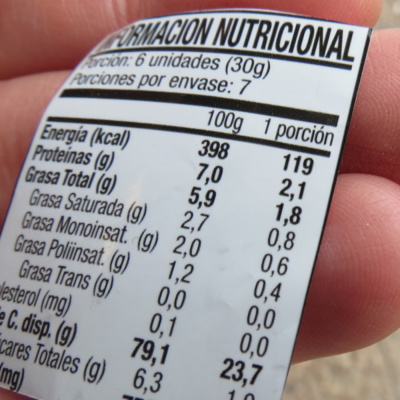 INFORMACION NUTRICIONAL
Porción: 6 unidades (30g)
Porciones por envase: 7
100g 1 porción
Energía (kcal) 398 119
Proteínas (g) 7,0 2,1
Grasa Total (g) 5,9 1,8
Grasa Saturada (g) 2,7 0,8
Grasa Monoinsat. (g) 2,0 0,6
Grasa Poliinsat. (g) 1,2 0,4
Grasa Trans (g) 0,0 0,0
lesterol (mg) 0,1 0,0
e C. disp. (g) 79,1 23,7
cares Totales (g) 6,3
(mg)